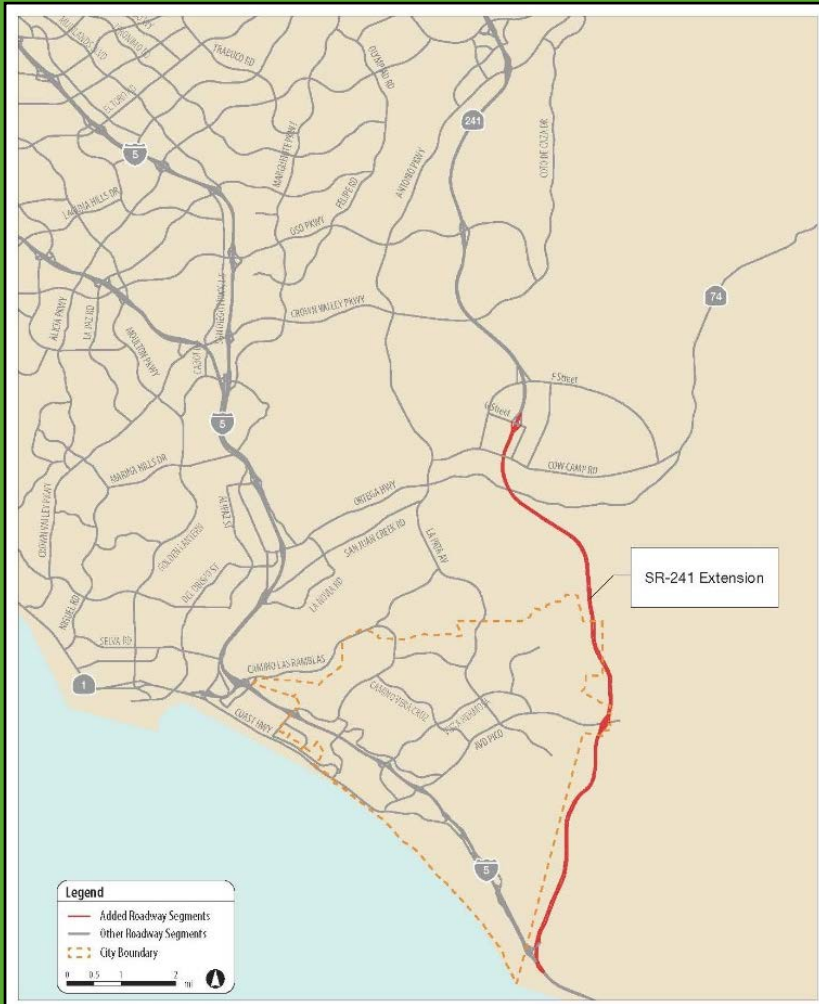 TRABUCO RD
OLYMPIAD RD
EL TORO RD
MARGUERITE PKWY
241
ANTONIO PKWY
COTO DE CAZA DR
5
FELIPE RD
LAGUNA HILLS DR
OSO PKWY
74
ALICIA PKWY
LA PAZ RD
MOULTON PKWY
CROWN VALLEY PKWY
F Street
5
COW CAMP RD
MARINA HILLS DR
ORTEGA HWY
CROWN VALLEY PKWY
GOLDEN LANTERN
SAN JUAN CREEK RD
LA PATA AV
DEL OBISPO ST
LA NOVIA RD
SR-241 Extension
NIGUEL RD
SELVA RD
CAMINO LAS RAMBLAS
1
CAMINO VERA CRUZ
COAST HWY
AVD PICO
5
Legend
Added Roadway Segments
Other Roadway Segments
City Boundary
0 0.5 1 2
mi